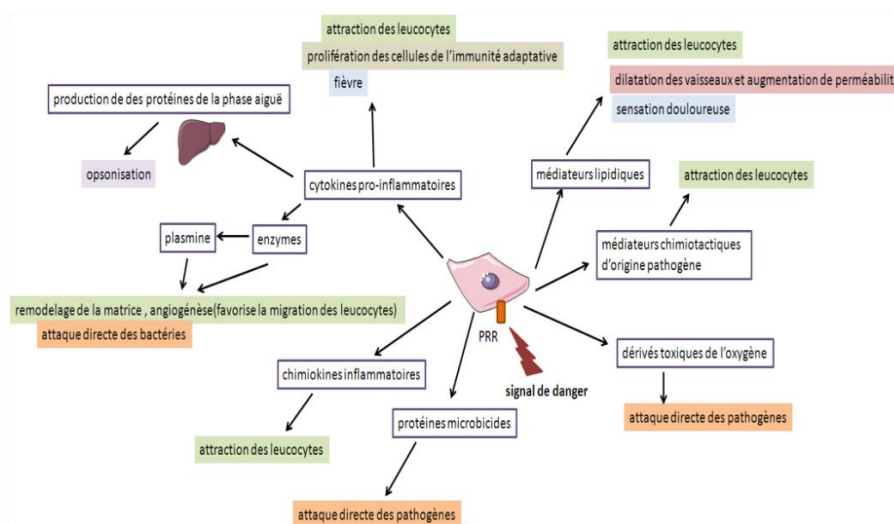 attraction des leucocytes
prolifération des cellules de l'immunité adaptative
fièvre
attraction des leucocytes
dilatation des vaisseaux et augmentation de perméabilit
sensation douloureuse
production de des protéines de la phase aiguë
opsonisation
cytokines pro-inflammatoires
médiateurs lipidiques
attraction des leucocytes
plasmine
enzymes
médiateurs chimiotactiques
d'origine pathogène
remodelage de la matrice , angiogénèse(favorise la migration des leucocytes)
attaque directe des bactéries
PRR
signal de danger
dérivés toxiques de l'oxygène
chimiokines inflammatoires
protéines microbicides
attaque directe des pathogènes
attraction des leucocytes
attaque directe des pathogènes